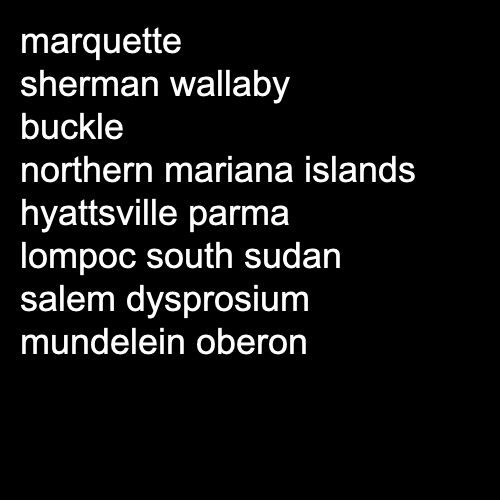 marquette
sherman wallaby
buckle
northern mariana islands
hyattsville parma
lompoc south sudan
salem dysprosium
mundelein oberon